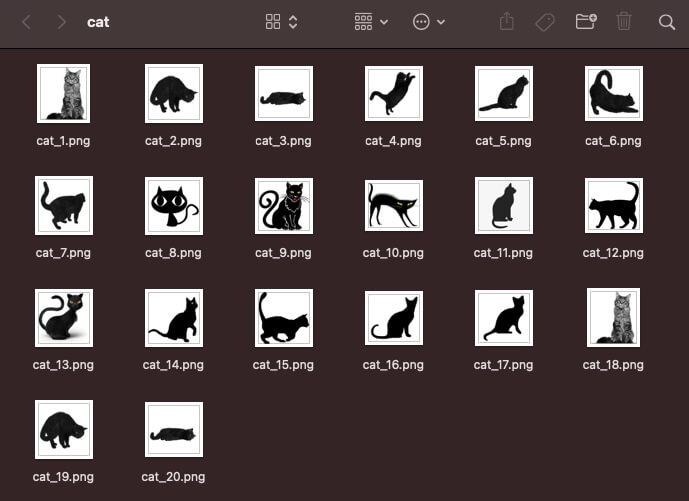 cat
cat_1.png cat_2.png cat_3.png cat_4.png cat_5.png cat_6.png
cat_7.png cat_8.png cat_9.png cat_10.png cat_11.png cat_12.png
cat_13.png cat_14.png cat_15.png cat_16.png cat_17.png cat_18.png
cat_19.png cat_20.png